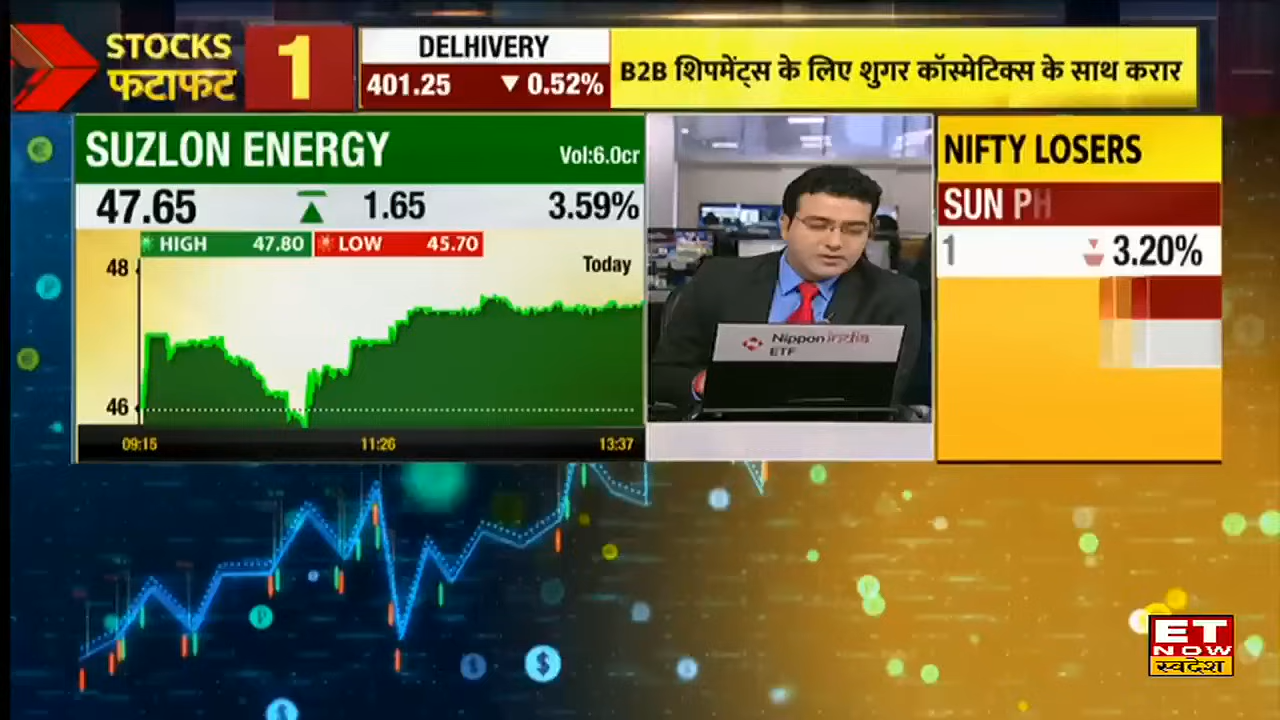 STOCKS
फटाफट
1
DELHIVERY
401.25 ▼ 0.52%
B2B शिपमेंट्स के लिए शुगर कॉस्मेटिक्स के साथ करार
SUZLON ENERGY Vol:6.0cr
47.65 1.65 3.59%
HIGH 47.80 LOW 45.70
Today
48
46
09:15 11:26 13:37
Nippon india
ETF
NIFTY LOSERS
SUN PH
1 3.20%
ET
NOW
स्वदेश